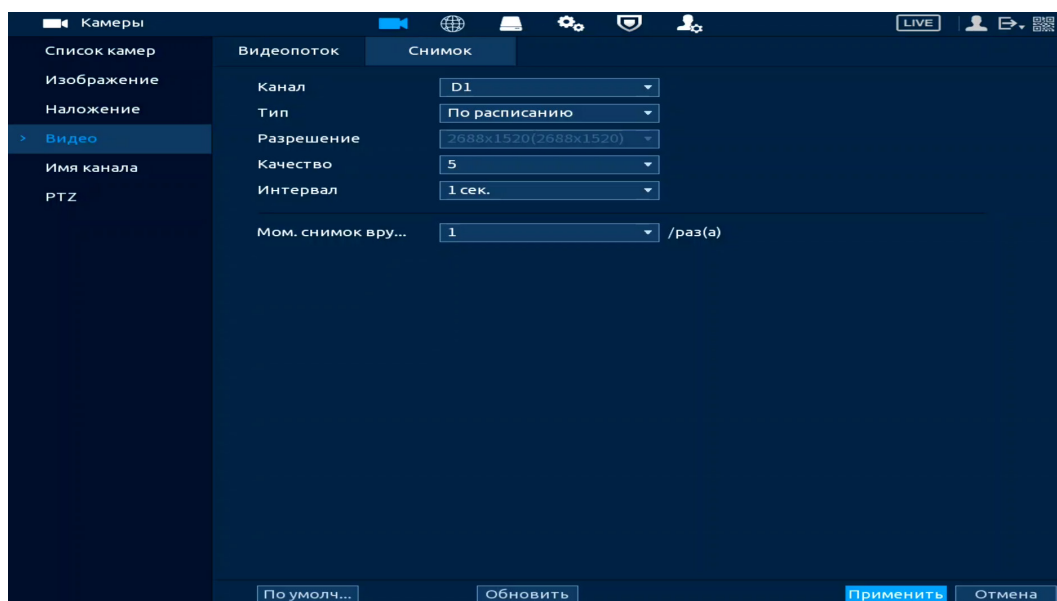 Камеры LIVE
Список камер
Изображение
Наложение
> Видео
Имя канала
PTZ
Видеопоток Снимок
Канал D1
Тип По расписанию
Разрешение 2688x1520(2688x1520)
Качество 5
Интервал 1 сек.
Мом. снимок вру... 1 /раз(а)
По умолч... Обновить Применить Отмена